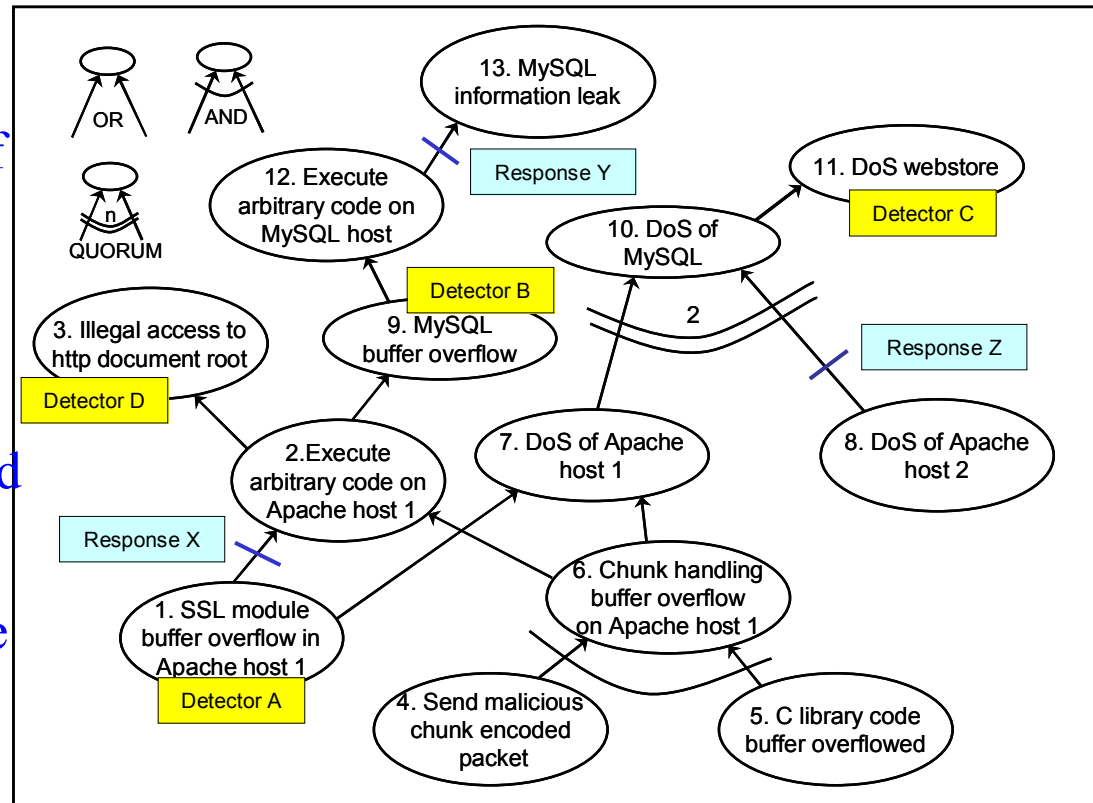 OR
AND
n
QUORUM
13. MySQL
information leak
Response Y
12. Execute
arbitrary code on
MySQL host
11. DoS webstore
Detector C
10. DoS of
MySQL
Detector B
9. MySQL
buffer overflow
2
Response Z
3. Illegal access to
http document root
Detector D
2.Execute
arbitrary code on
Apache host 1
7. DoS of Apache
host 1
8. DoS of Apache
host 2
Response X
1. SSL module
buffer overflow in
Apache host 1
Detector A
6. Chunk handling
buffer overflow
on Apache host 1
4. Send malicious
chunk encoded
packet
5. C library code
buffer overflowed